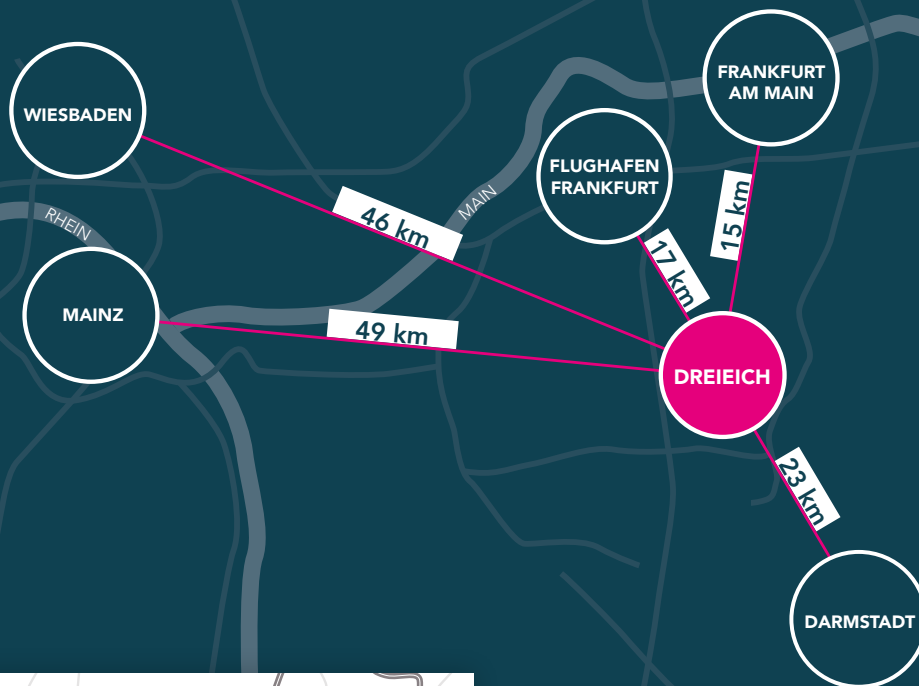 FRANKFURT
AM MAIN
WIESBADEN
FLUGHAFEN
FRANKFURT
MAIN
RHEIN
46 km
15 km
17 km
MAINZ
49 km
DREIEICH
23 km
DARMSTADT